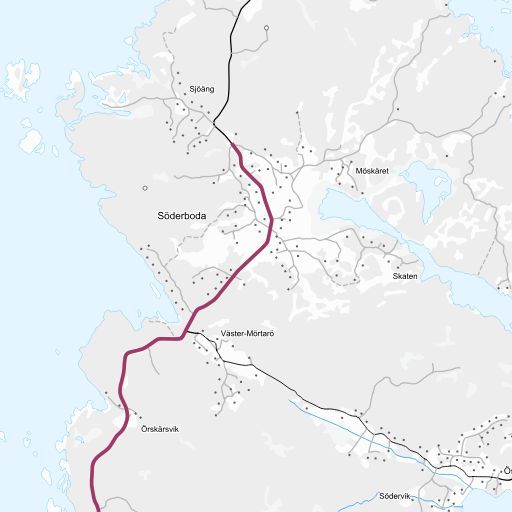 Sjöäng
Möskäret
Söderboda
Skaten
Väster-Mörtarö
Örskärsvik
Södervik